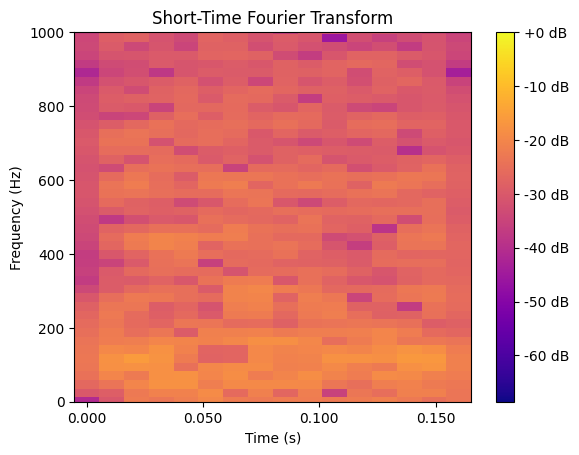 Short-Time Fourier Transform
Frequency (Hz)
1000
800
600
400
200
0
0.000
0.050
0.100
0.150
Time (s)
+0 dB
-10 dB
-20 dB
-30 dB
-40 dB
-50 dB
-60 dB